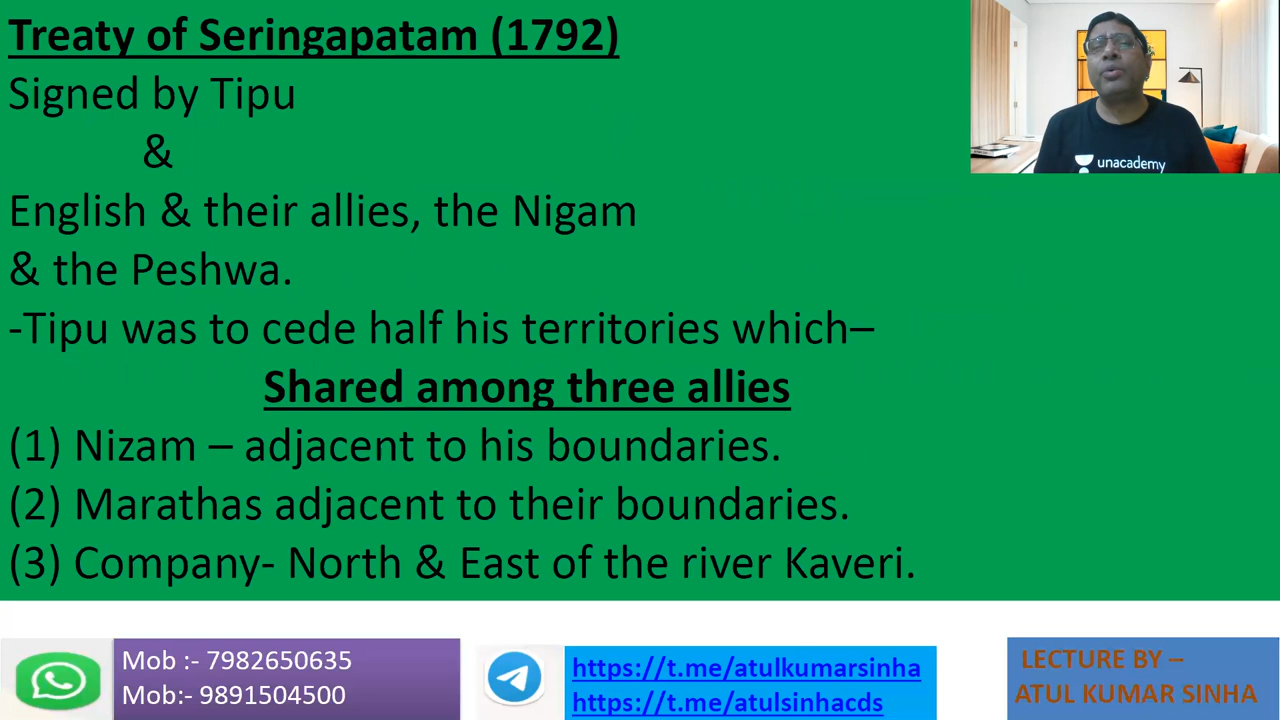 Treaty of Seringapatam (1792)
Signed by Tipu
&
English & their allies, the Nigam
& the Peshwa.
-Tipu was to cede half his territories which–
Shared among three allies
(1) Nizam – adjacent to his boundaries.
(2) Marathas adjacent to their boundaries.
(3) Company- North & East of the river Kaveri.
unacademy
Mob :- 7982650635
Mob:- 9891504500
https://t.me/atulkumarsinha
https://t.me/atulsinhacds
LECTURE BY –
ATUL KUMAR SINHA